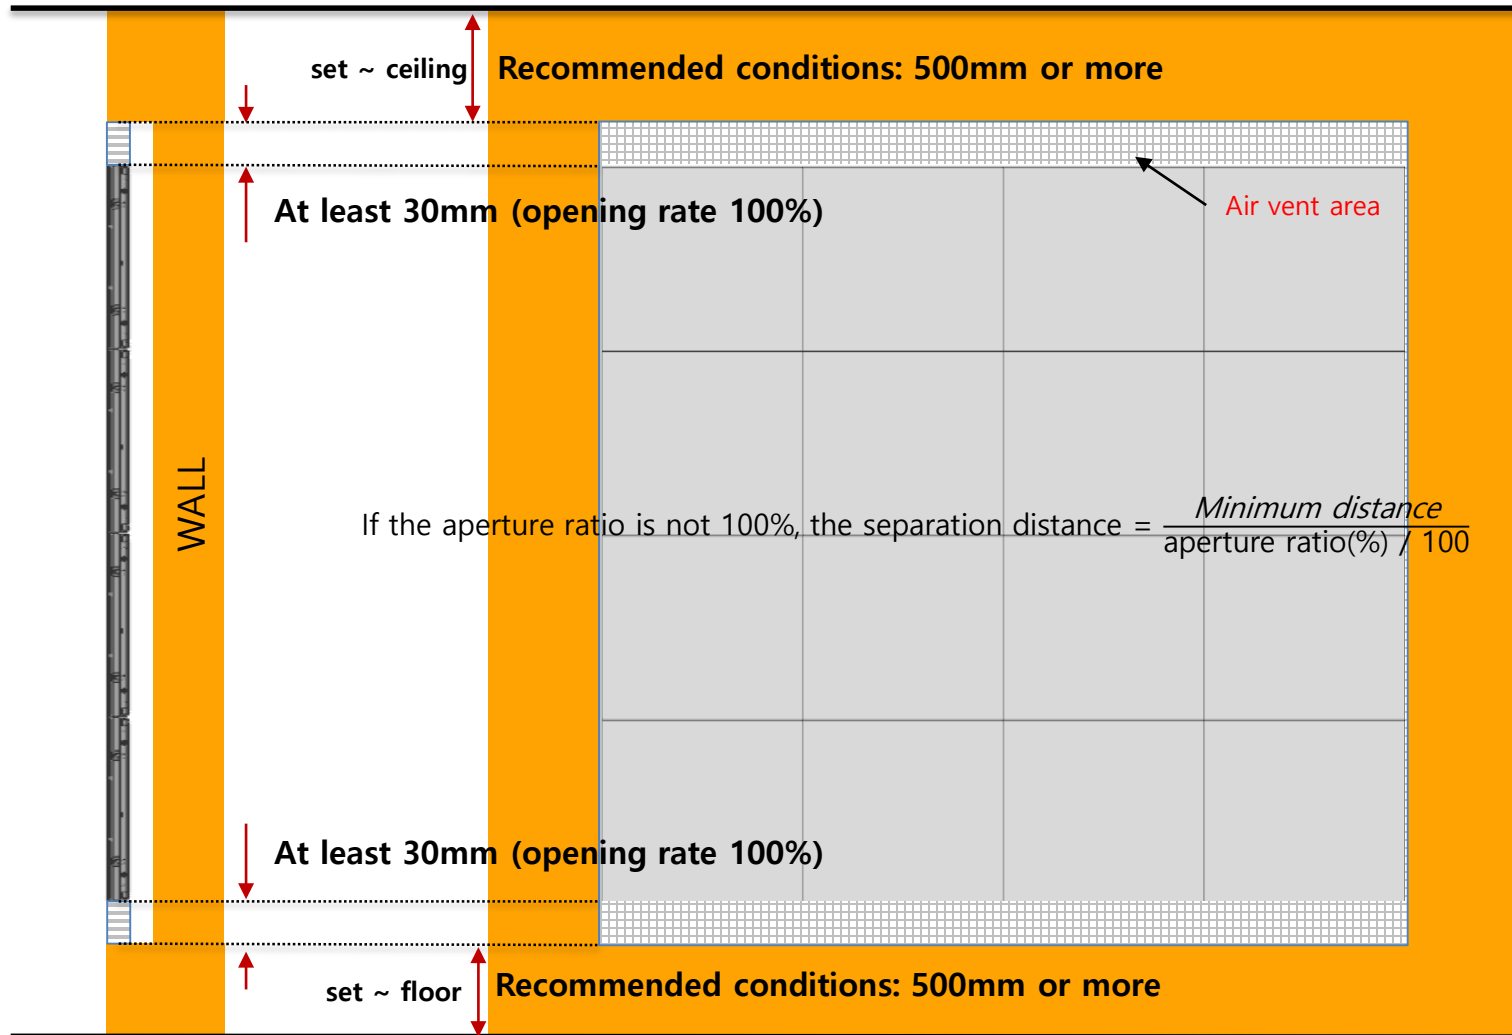 set ~ ceiling
Recommended conditions: 500mm or more
At least 30mm (opening rate 100%)
Air vent area
WALL
If the aperture ratio is not 100%, the separation distance = Minimum distance / aperture ratio(%) / 100
At least 30mm (opening rate 100%)
set ~ floor
Recommended conditions: 500mm or more